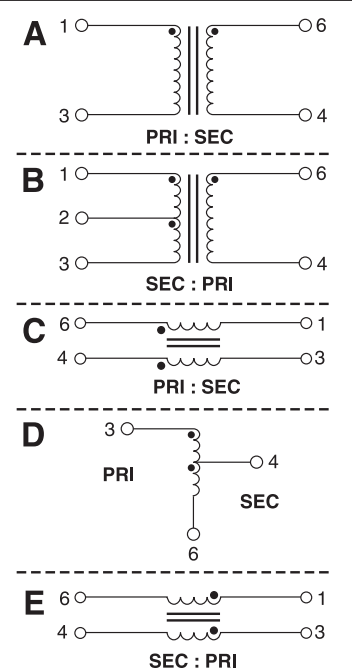 A 1 6
3 4
PRI : SEC
B 1 6
2
3 4
SEC : PRI
C 6 1
4 3
PRI : SEC
D 3
4
PRI
SEC
6
E 6 1
4 3
SEC : PRI